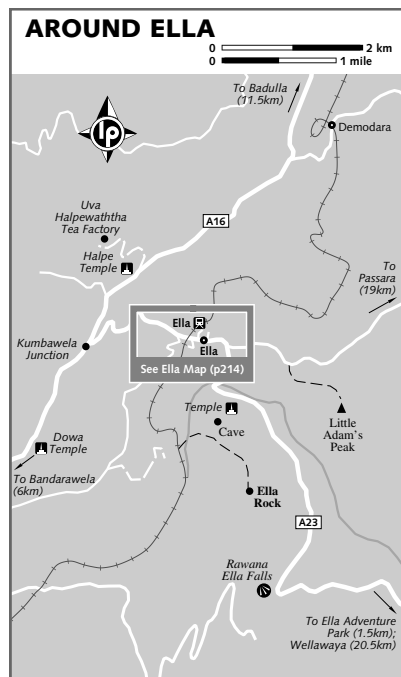 AROUND ELLA
0 2 km
0 1 mile
To Badulla
(11.5km)
lp
Demodara
Uva
Halpewaththa
Tea Factory
A16
Halpe
Temple
To
Passara
(19km)
Ella
Ella
Kumbawela
Junction
See Ella Map (p214)
Temple
Cave
Little
Adam's
Peak
Dowa
Temple
To Bandarawela
(6km)
Ella
Rock
A23
Rawana
Ella Falls
To Ella Adventure
Park (1.5km);
Wellawaya (20.5km)